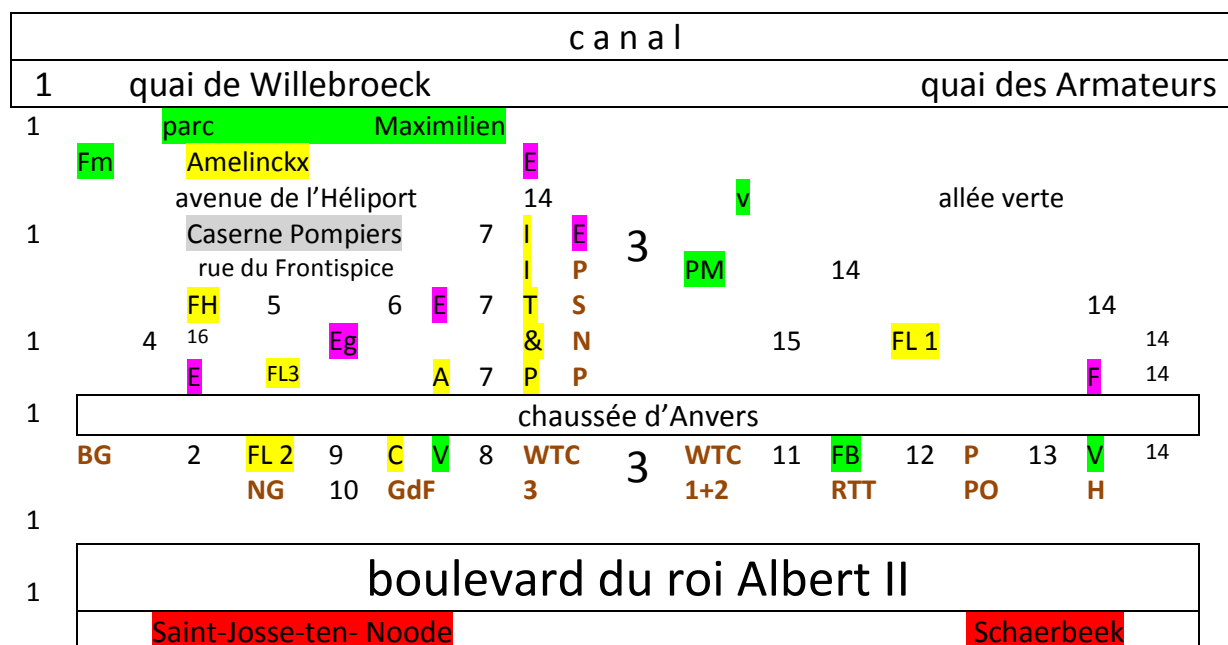 canal
1 quai de Willebroeck quai des Armateurs
1 parc Maximilien
Fm Amelinckx E
avenue de l’Héliport 14 v allée verte
1 Caserne Pompiers 7 I E 3
rue du Frontispice I P PM 14
FH 5 6 E 7 T S 14
1 4 16 Eg & N 15 FL 1 14
E FL3 A 7 P P F 14
1 chaussée d’Anvers
BG 2 FL 2 9 C V 8 WTC 3 WTC 11 FB 12 P 13 V 14
NG 10 GdF 3 1+2 RTT PO H
1
1 boulevard du roi Albert II
Saint-Josse-ten- Noode Schaerbeek